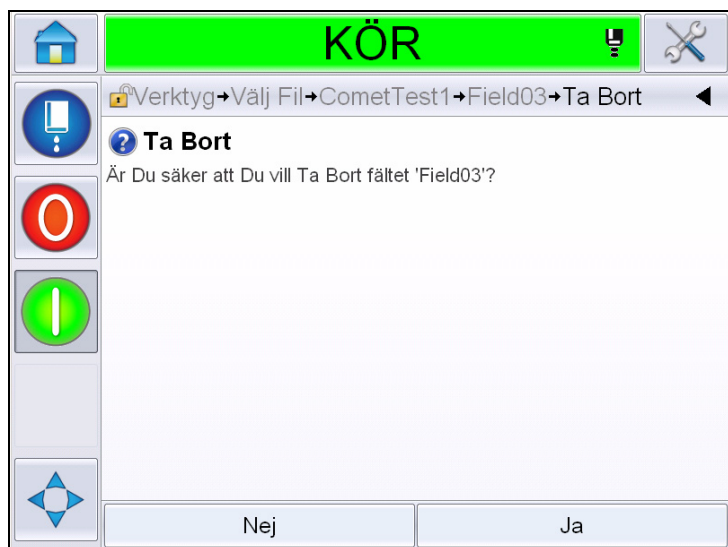 KÖR
Verktyg→Välj Fil→CometTest1→Field03→Ta Bort
Ta Bort
Är Du säker att Du vill Ta Bort fältet 'Field03'?
Nej
Ja